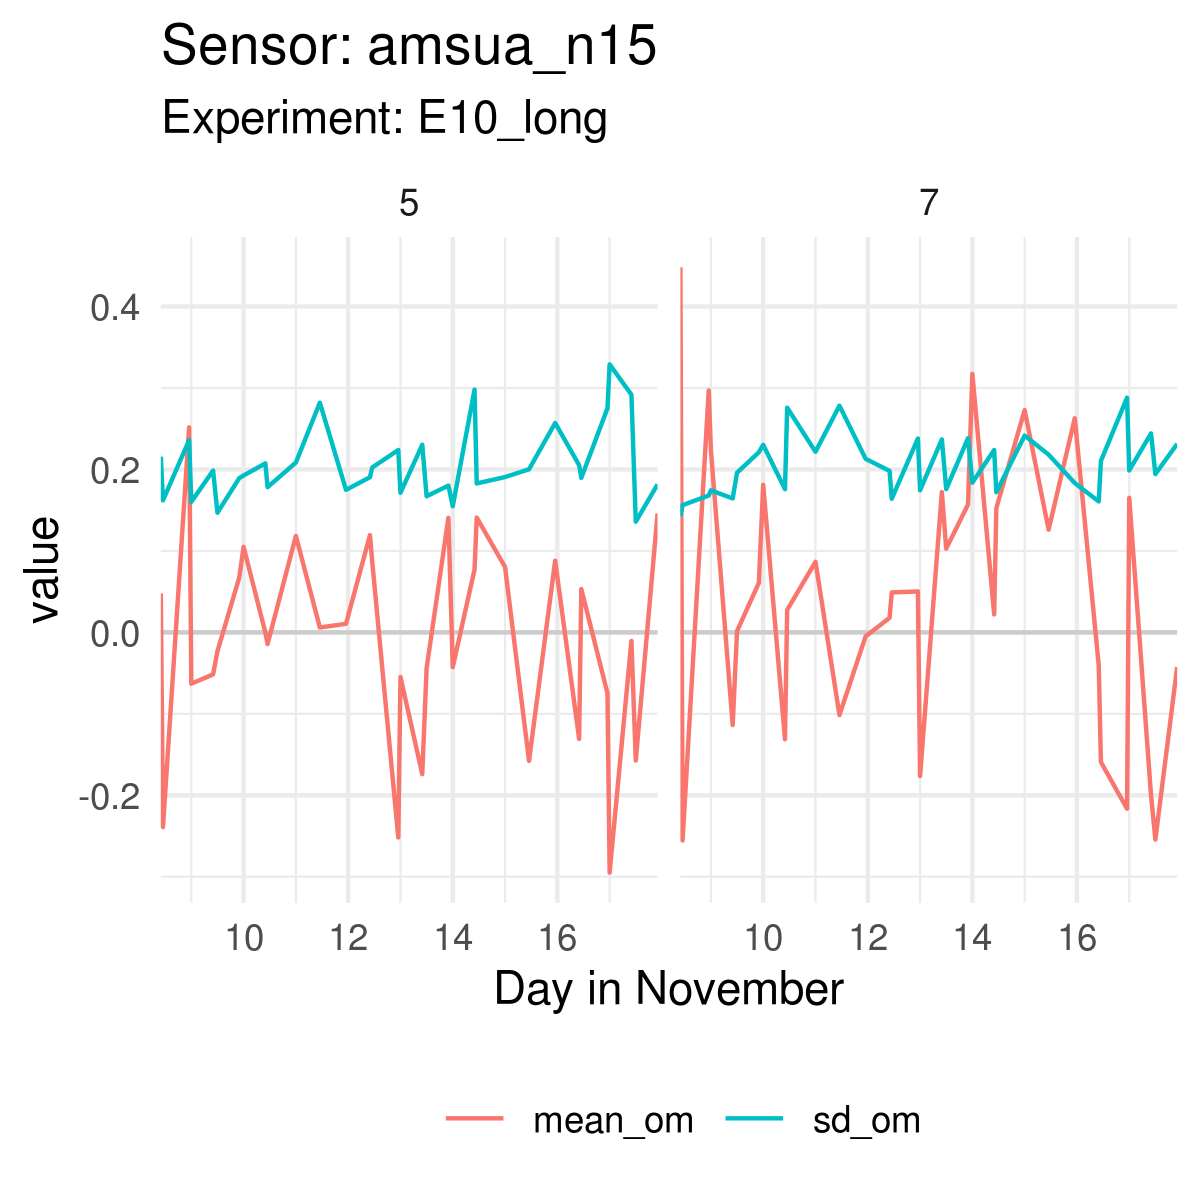 Sensor: amsua_n15
Experiment: E10_long
5 7
0.4
0.2
0.0
-0.2
value
10 12 14 16 10 12 14 16
Day in November
mean_om sd_om